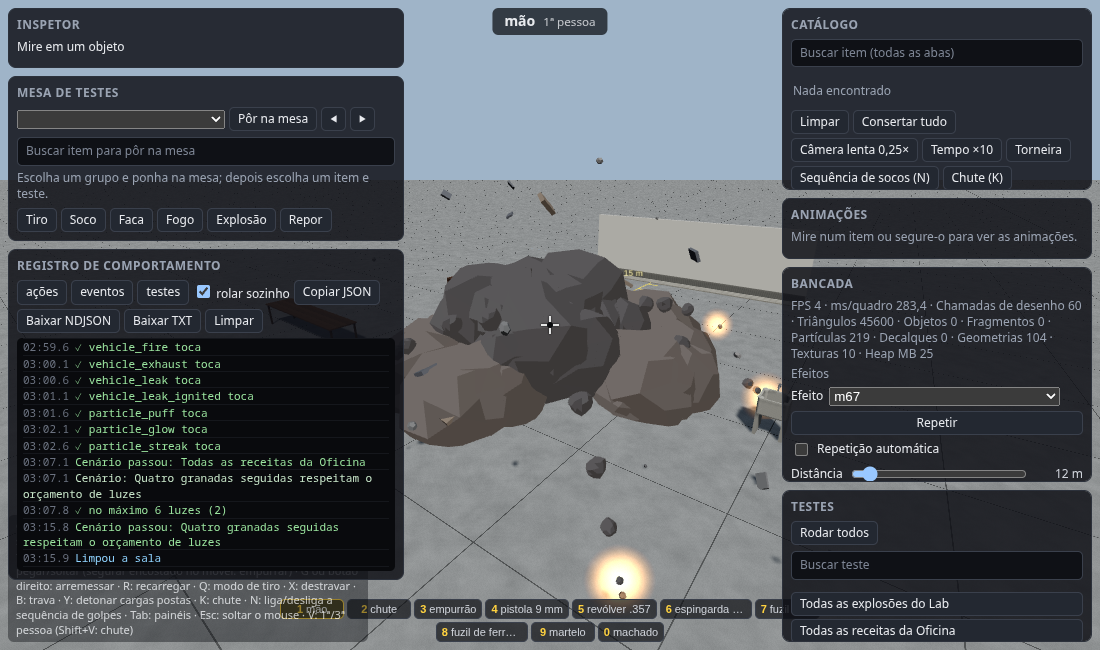 INSPETOR
Mire em um objeto
MESA DE TESTES
Pôr na mesa ◄ ►
Buscar item para pôr na mesa
Escolha um grupo e ponha na mesa; depois escolha um item e
teste.
Tiro Soco Faca Fogo Explosão Repor
REGISTRO DE COMPORTAMENTO
ações eventos testes rolar sozinho Copiar JSON
Baixar NDJSON Baixar TXT Limpar
02:59.6 ✓ vehicle_fire toca
03:00.1 ✓ vehicle_exhaust toca
03:00.6 ✓ vehicle_leak toca
03:01.1 ✓ vehicle_leak_ignited toca
03:01.6 ✓ particle_puff toca
03:02.1 ✓ particle_glow toca
03:02.6 ✓ particle_streak toca
03:07.1 Cenário passou: Todas as receitas da Oficina
03:07.1 Cenário: Quatro granadas seguidas respeitam o
orçamento de luzes
03:07.8 ✓ no máximo 6 luzes (2)
03:15.8 Cenário passou: Quatro granadas seguidas
respeitam o orçamento de luzes
03:15.9 Limpou a sala
direito: arremessar · R: recarregar · Q: modo de tiro · X: destravar ·
B: trava · Y: detonar cargas postas · K: chute · N: liga/desliga a
sequência de golpes · Tab: painéis · Esc: soltar o mouse · V: 1ª/3ª
pessoa (Shift+V: chute)
mão 1ª pessoa
15 m
1 mão 2 chute 3 empurrão 4 pistola 9 mm 5 revólver .357 6 espingarda … 7 fuz
8 fuzil de ferr… 9 martelo 0 machado
CATÁLOGO
Buscar item (todas as abas)
Nada encontrado
Limpar Consertar tudo
Câmera lenta 0,25× Tempo ×10 Torneira
Sequência de socos (N) Chute (K)
ANIMAÇÕES
Mire num item ou segure-o para ver as animações.
BANCADA
FPS 4 · ms/quadro 283,4 · Chamadas de desenho 60
· Triângulos 45600 · Objetos 0 · Fragmentos 0 ·
Partículas 219 · Decalques 0 · Geometrias 104 ·
Texturas 10 · Heap MB 25
Efeitos
Efeito m67
Repetir
Repetição automática
Distância 12 m
TESTES
Rodar todos
Buscar teste
Todas as explosões do Lab
Todas as receitas da Oficina